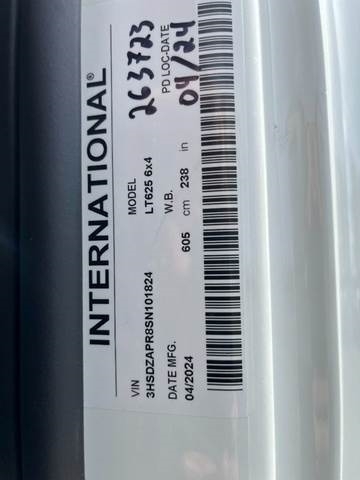 INTERNATIONAL®
VIN
3HSDZAPR8SN101824
MODEL
LT625 6x4
263723
DATE MFG.
04/2024
W.B.
605 cm 238 in
PD LOC-DATE
04/24